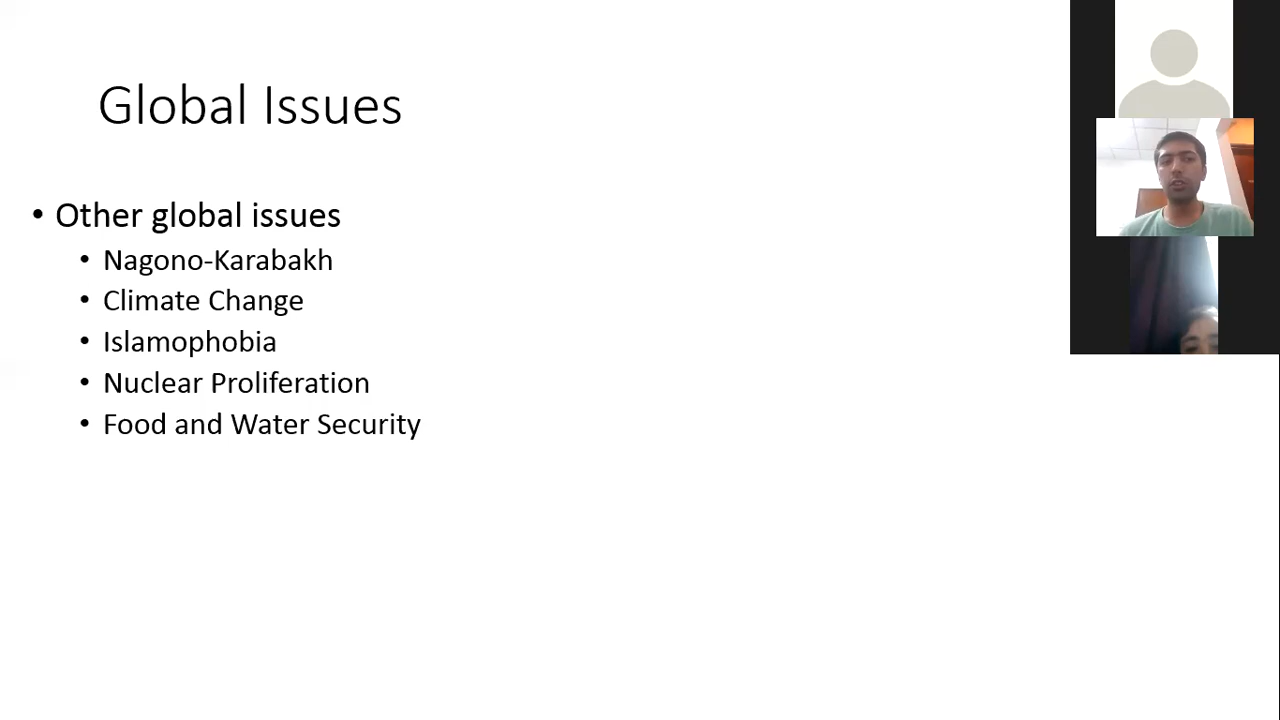 Global Issues
• Other global issues
• Nagono-Karabakh
• Climate Change
• Islamophobia
• Nuclear Proliferation
• Food and Water Security